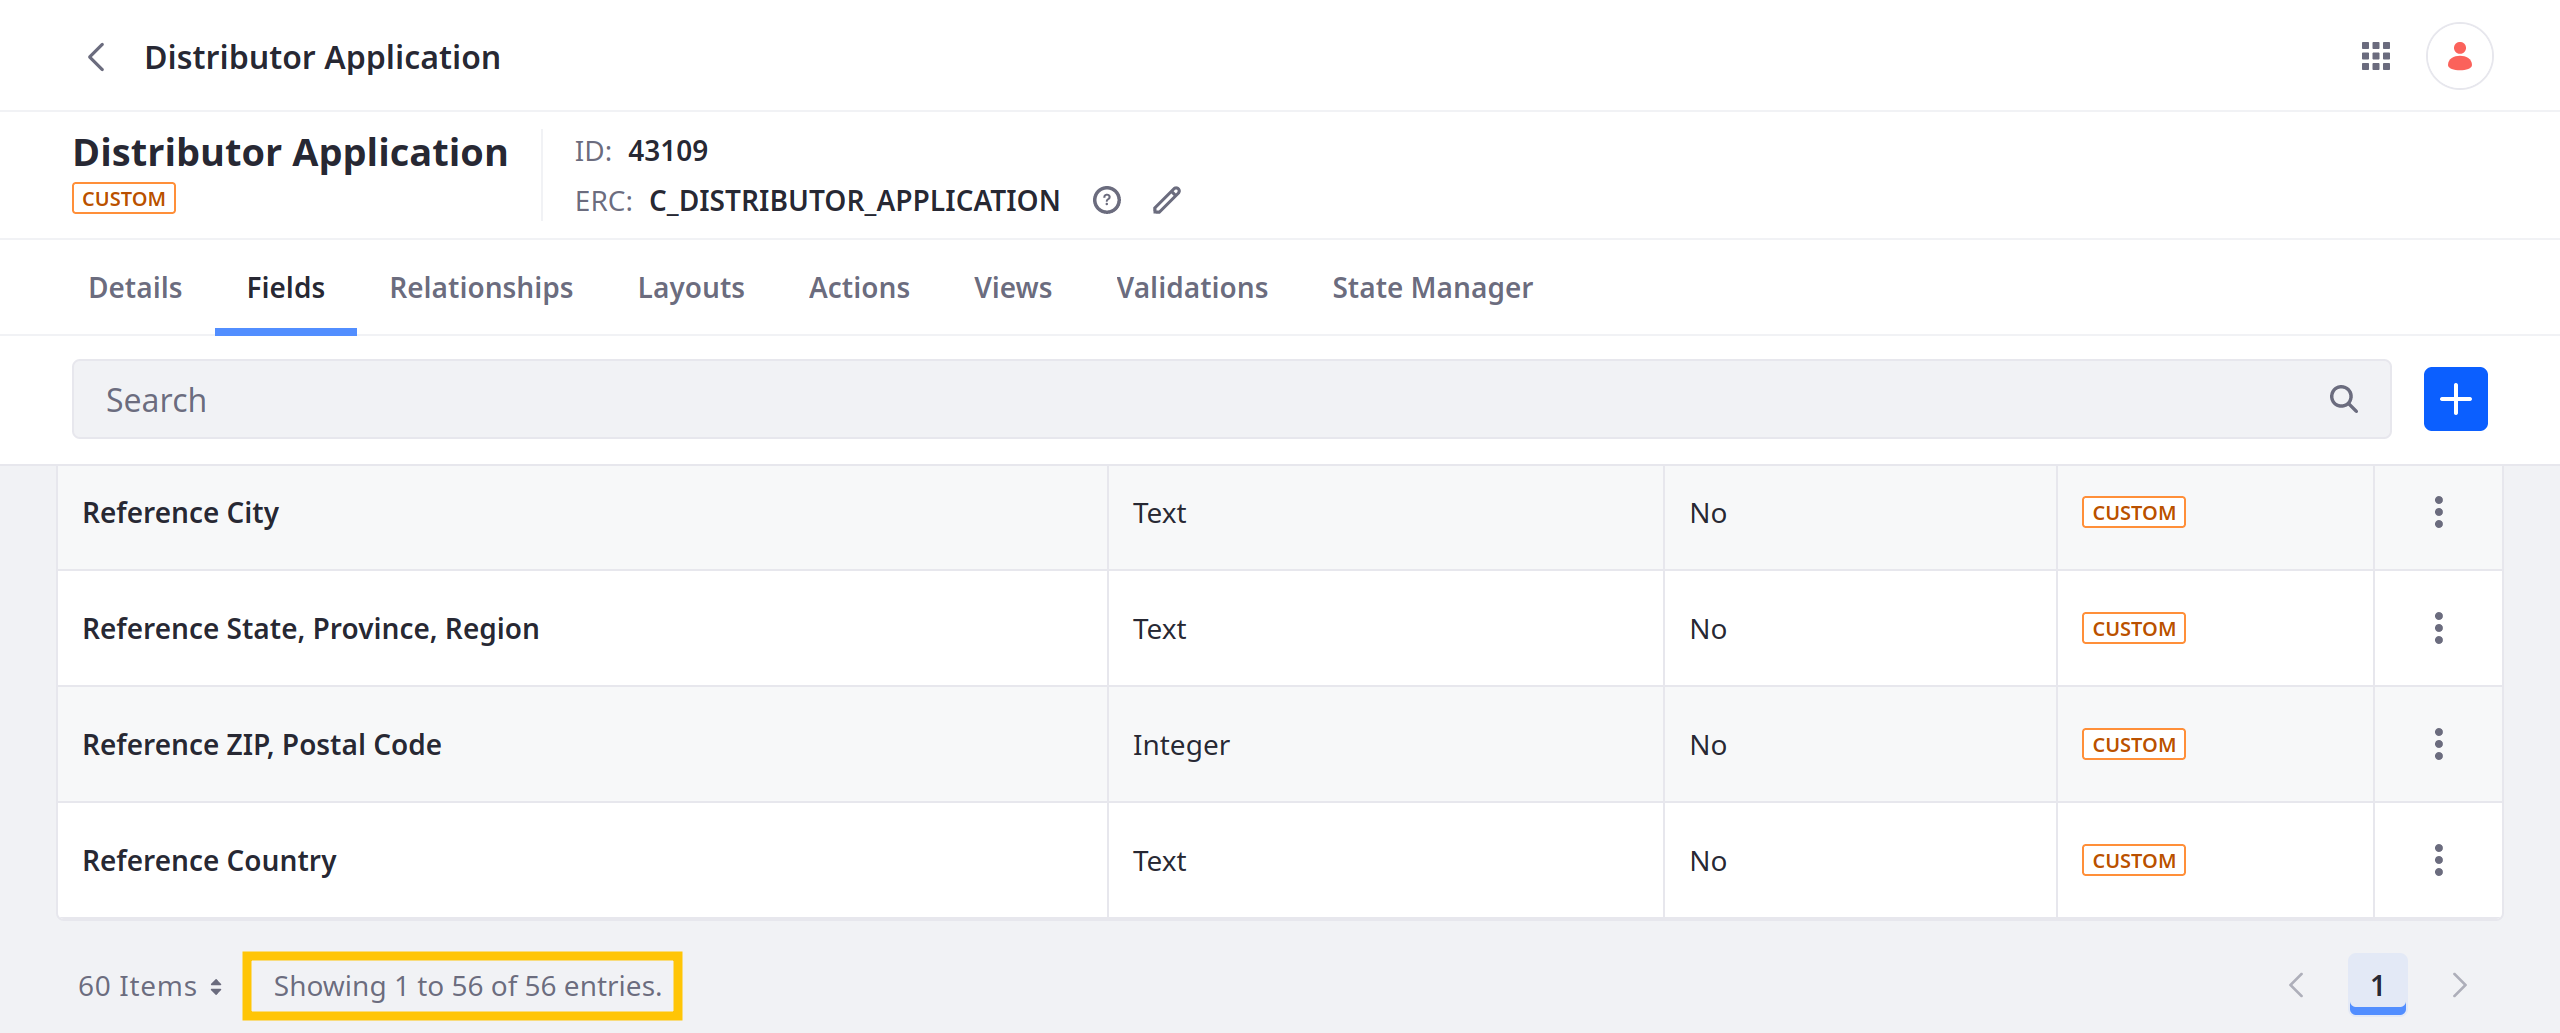 Distributor Application
Distributor Application
CUSTOM
ID: 43109
ERC: C_DISTRIBUTOR_APPLICATION
Details Fields Relationships Layouts Actions Views Validations State Manager
Search
Reference City Text No CUSTOM
Reference State, Province, Region Text No CUSTOM
Reference ZIP, Postal Code Integer No CUSTOM
Reference Country Text No CUSTOM
60 Items Showing 1 to 56 of 56 entries. 1